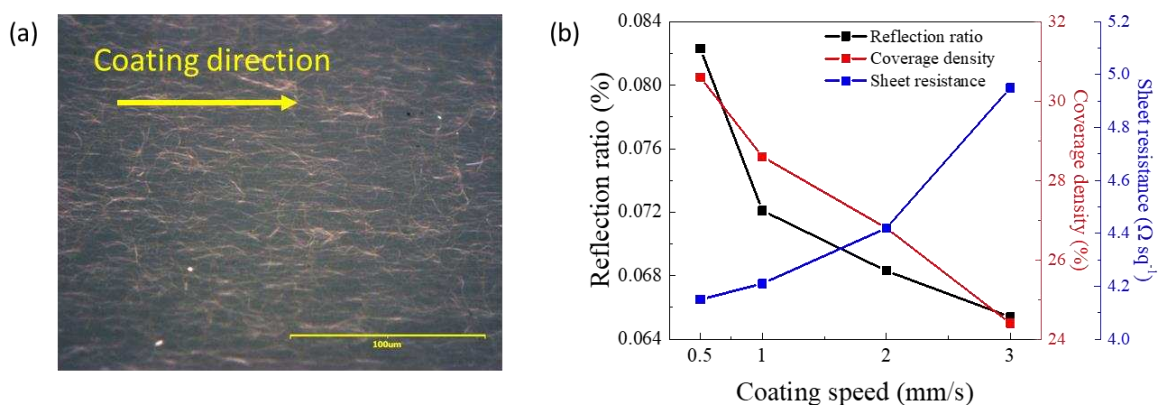 (a)
Coating direction
100um
(b)
Reflection ratio (%)
0.084
0.080
0.076
0.072
0.068
0.064
Reflection ratio
Coverage density
Sheet resistance
32
30
28
26
24
Coverage density (%)
5.2
5.0
4.8
4.6
4.4
4.2
4.0
Sheet resistance (Ω sq⁻¹)
0.5 1 2 3
Coating speed (mm/s)